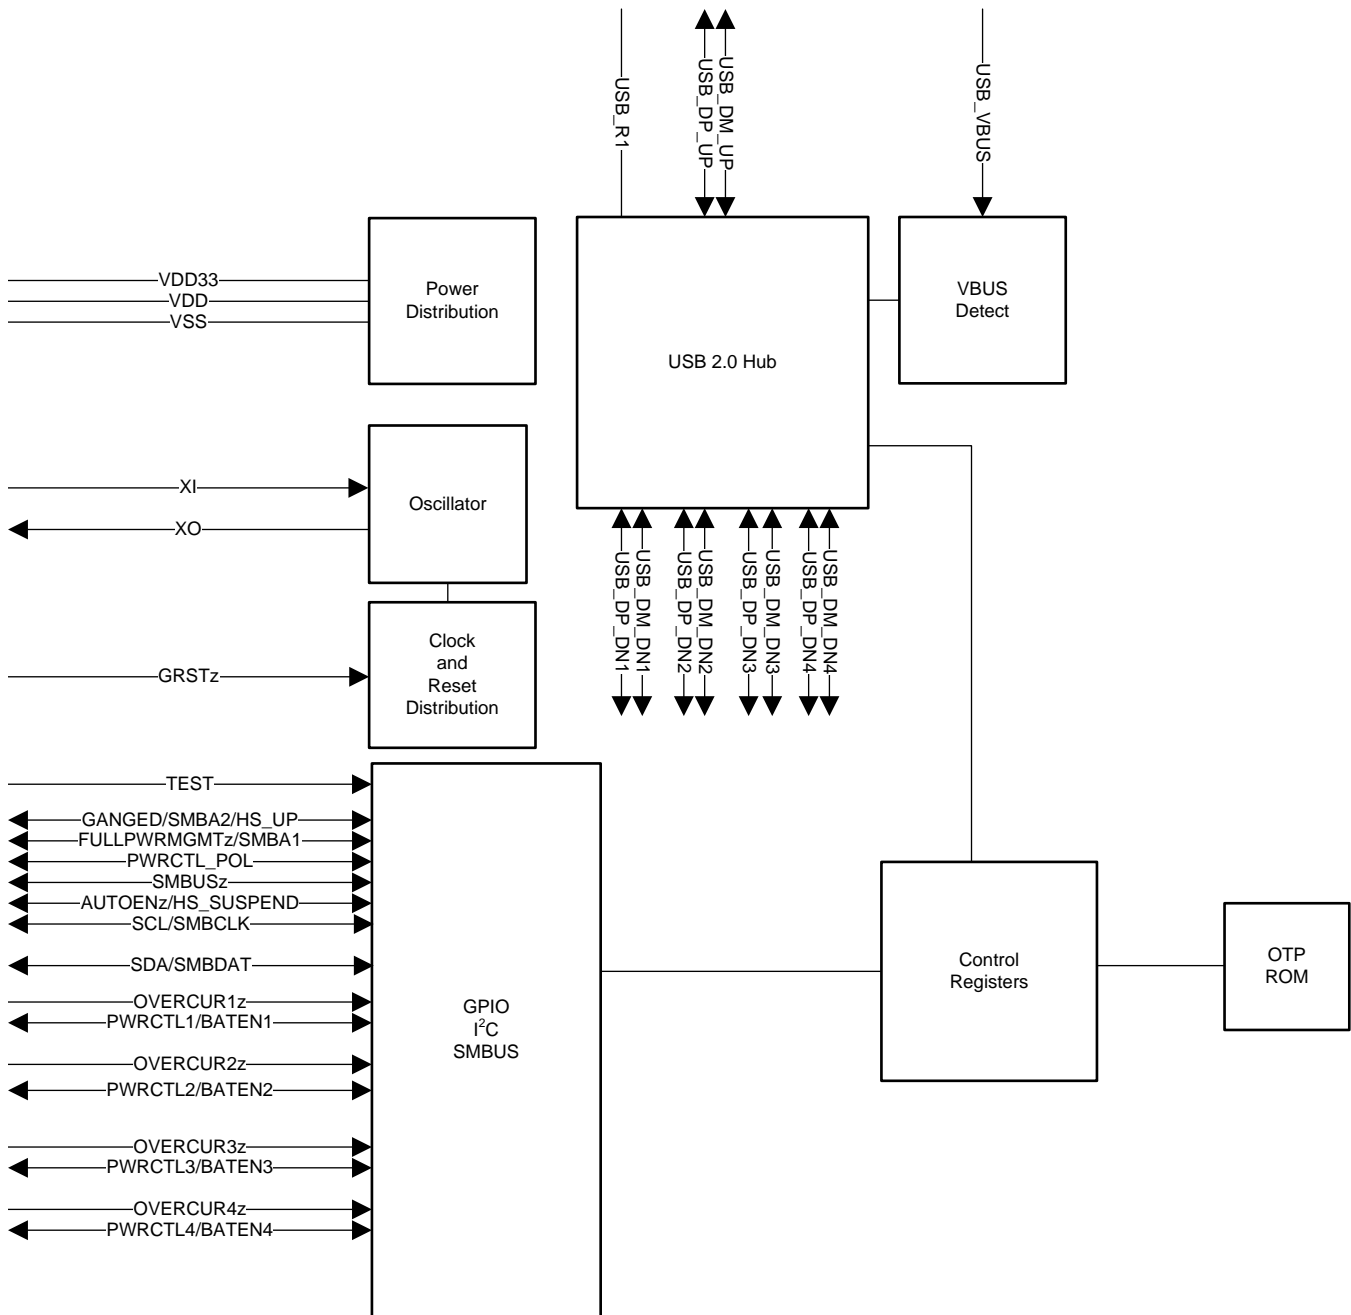 USB_R1
USB_DP_UP
USB_DM_UP
USB_VBUS
VDD33
VDD
VSS
Power
Distribution
USB 2.0 Hub
VBUS
Detect
XI
XO
Oscillator
GRSTz
Clock
and
Reset
Distribution
USB_DP_DN1
USB_DM_DN1
USB_DP_DN2
USB_DM_DN2
USB_DP_DN3
USB_DM_DN3
USB_DP_DN4
USB_DM_DN4
TEST
GANGED/SMBA2/HS_UP
FULLPWRMGMTz/SMBA1
PWRCTL_POL
SMBUSz
AUTOENz/HS_SUSPEND
SCL/SMBCLK
SDA/SMBDAT
OVERCUR1z
PWRCTL1/BATEN1
OVERCUR2z
PWRCTL2/BATEN2
OVERCUR3z
PWRCTL3/BATEN3
OVERCUR4z
PWRCTL4/BATEN4
GPIO
I²C
SMBUS
Control
Registers
OTP
ROM